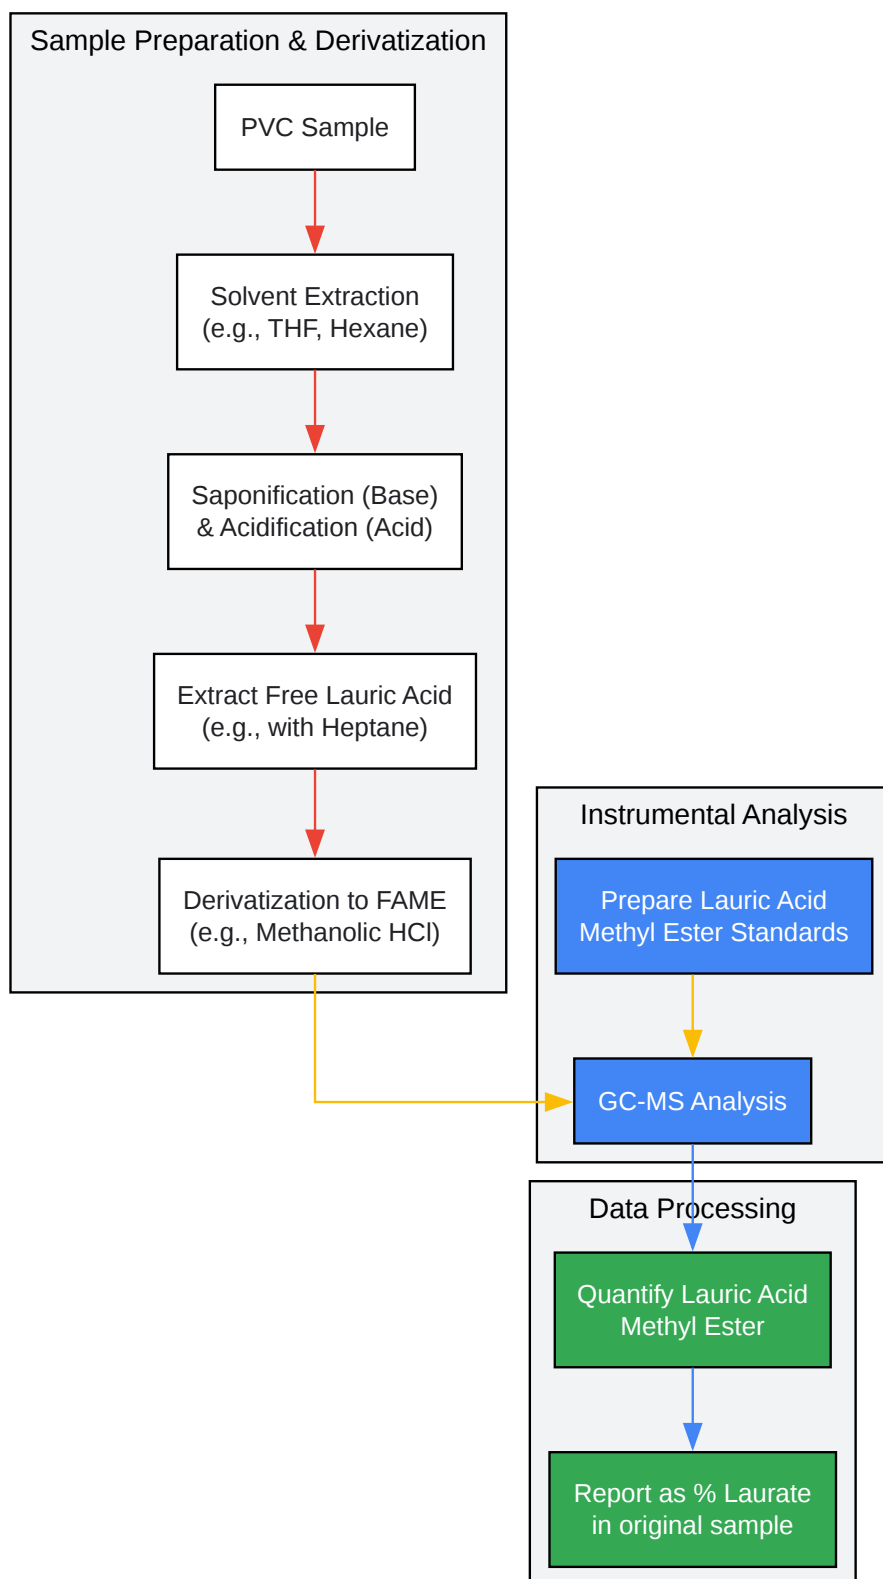 Sample Preparation & Derivatization
PVC Sample
Solvent Extraction
(e.g., THF, Hexane)
Saponification (Base)
& Acidification (Acid)
Extract Free Lauric Acid
(e.g., with Heptane)
Derivatization to FAME
(e.g., Methanolic HCl)
Instrumental Analysis
Prepare Lauric Acid
Methyl Ester Standards
GC-MS Analysis
Data Processing
Quantify Lauric Acid
Methyl Ester
Report as % Laurate
in original sample